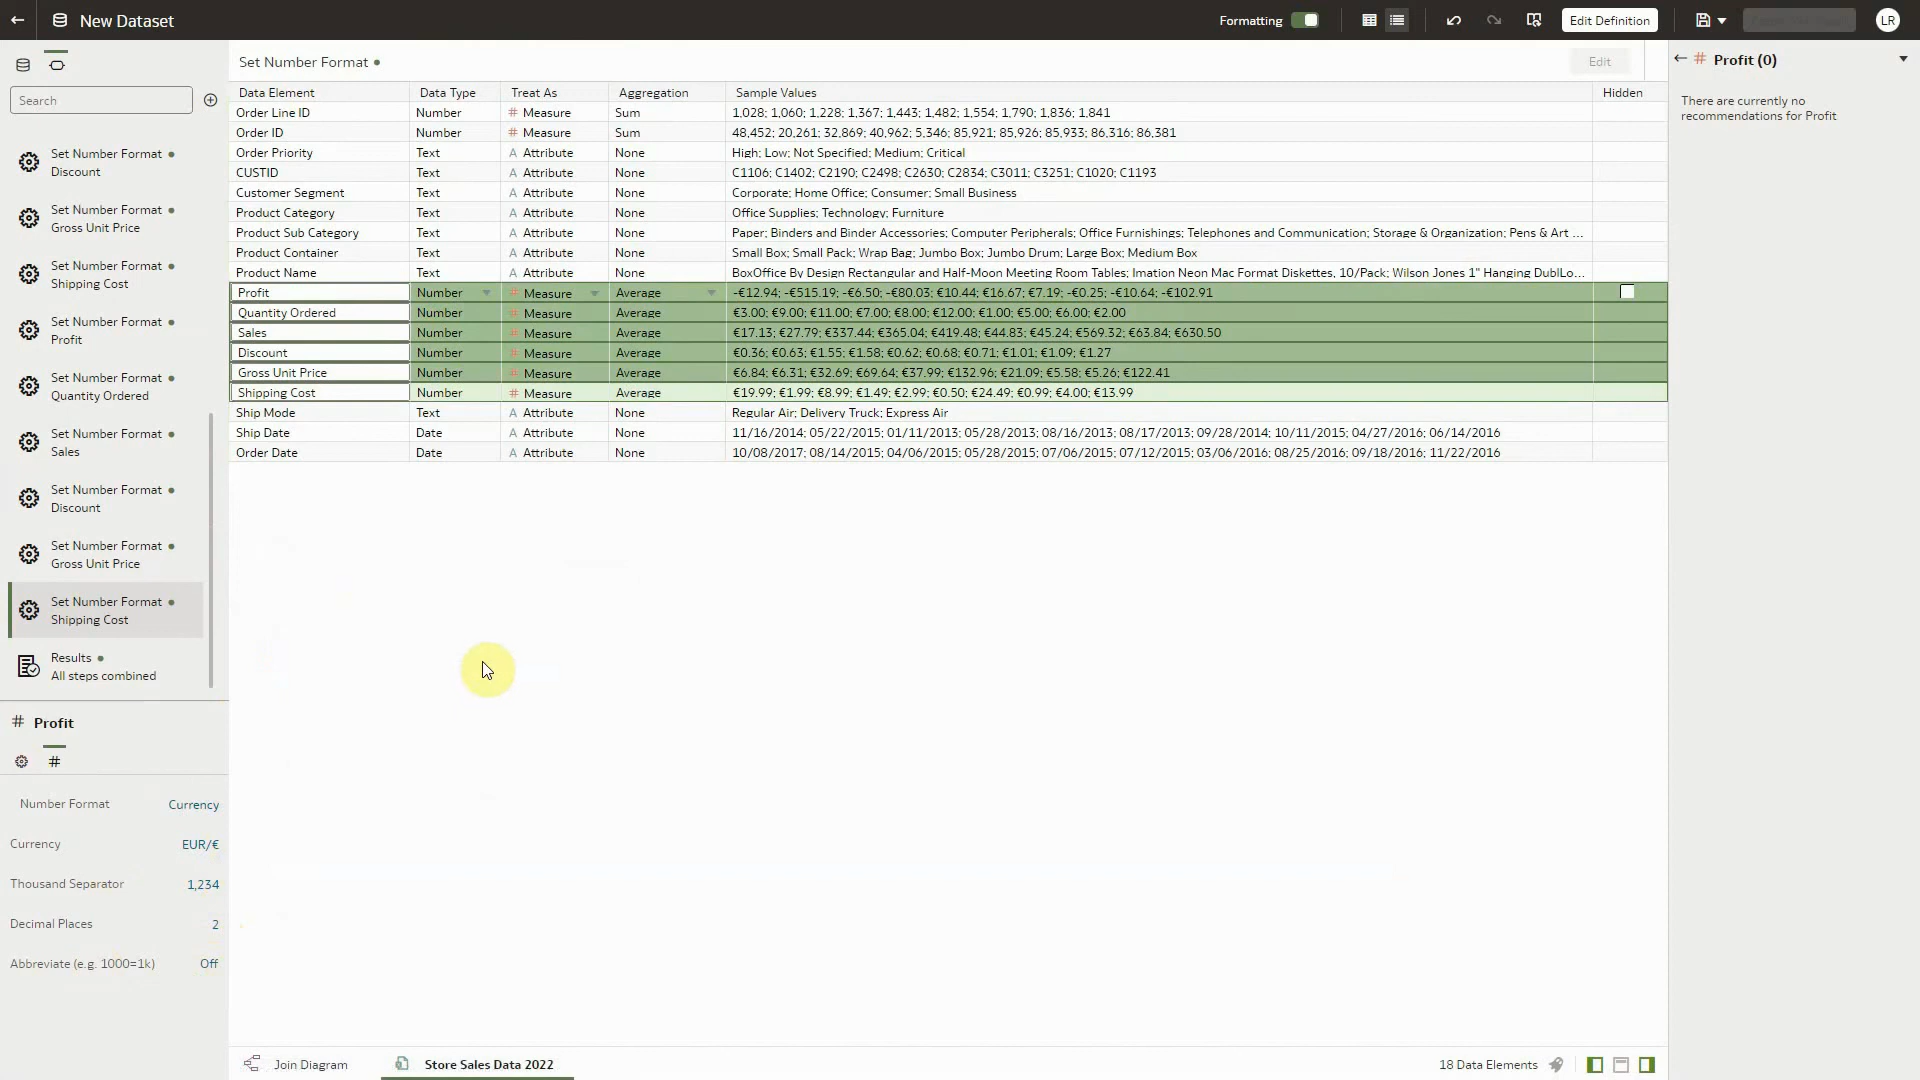 New Dataset
Formatting
Edit Definition
LR
Search
Set Number Format
Discount
Set Number Format
Gross Unit Price
Set Number Format
Shipping Cost
Set Number Format
Profit
Set Number Format
Quantity Ordered
Set Number Format
Sales
Set Number Format
Discount
Set Number Format
Gross Unit Price
Set Number Format
Shipping Cost
Results
All steps combined
# Profit
#
Number Format Currency
Currency EUR/€
Thousand Separator 1,234
Decimal Places 2
Abbreviate (e.g. 1000=1k) Off
Set Number Format
Edit
Data Element Data Type Treat As Aggregation Sample Values Hidden
Order Line ID Number # Measure Sum 1,028; 1,060; 1,228; 1,367; 1,443; 1,482; 1,554; 1,790; 1,836; 1,841
Order ID Number # Measure Sum 48,452; 20,261; 32,869; 40,962; 5,346; 85,921; 85,926; 85,933; 86,316; 86,381
Order Priority Text A Attribute None High; Low; Not Specified; Medium; Critical
CUSTID Text A Attribute None C1106; C1402; C2190; C2498; C2630; C2834; C3011; C3251; C1020; C1193
Customer Segment Text A Attribute None Corporate; Home Office; Consumer; Small Business
Product Category Text A Attribute None Office Supplies; Technology; Furniture
Product Sub Category Text A Attribute None Paper; Binders and Binder Accessories; Computer Peripherals; Office Furnishings; Telephones and Communication; Storage & Organization; Pens & Art ...
Product Container Text A Attribute None Small Box; Small Pack; Wrap Bag; Jumbo Box; Jumbo Drum; Large Box; Medium Box
Product Name Text A Attribute None BoxOffice By Design Rectangular and Half-Moon Meeting Room Tables; Imation Neon Mac Format Diskettes, 10/Pack; Wilson Jones 1" Hanging DublLo...
Profit Number # Measure Average -€12.94; -€515.19; -€6.50; -€80.03; €10.44; €16.67; €7.19; -€0.25; -€10.64; -€102.91
Quantity Ordered Number # Measure Average €3.00; €9.00; €11.00; €7.00; €8.00; €12.00; €1.00; €5.00; €6.00; €2.00
Sales Number # Measure Average €17.13; €27.79; €337.44; €365.04; €419.48; €44.83; €45.24; €569.32; €63.84; €630.50
Discount Number # Measure Average €0.36; €0.63; €1.55; €1.58; €0.62; €0.68; €0.71; €1.01; €1.09; €1.27
Gross Unit Price Number # Measure Average €6.84; €6.31; €32.69; €69.64; €37.99; €132.96; €21.09; €5.58; €5.26; €122.41
Shipping Cost Number # Measure Average €19.99; €1.99; €8.99; €1.49; €2.99; €0.50; €24.49; €0.99; €4.00; €13.99
Ship Mode Text A Attribute None Regular Air; Delivery Truck; Express Air
Ship Date Date A Attribute None 11/16/2014; 05/22/2015; 01/11/2013; 05/28/2013; 08/16/2013; 08/17/2013; 09/28/2014; 10/11/2015; 04/27/2016; 06/14/2016
Order Date Date A Attribute None 10/08/2017; 08/14/2015; 04/06/2015; 05/28/2015; 07/06/2015; 07/12/2015; 03/06/2016; 08/25/2016; 09/18/2016; 11/22/2016
Join Diagram
Store Sales Data 2022
18 Data Elements
# Profit (0)
There are currently no
recommendations for Profit